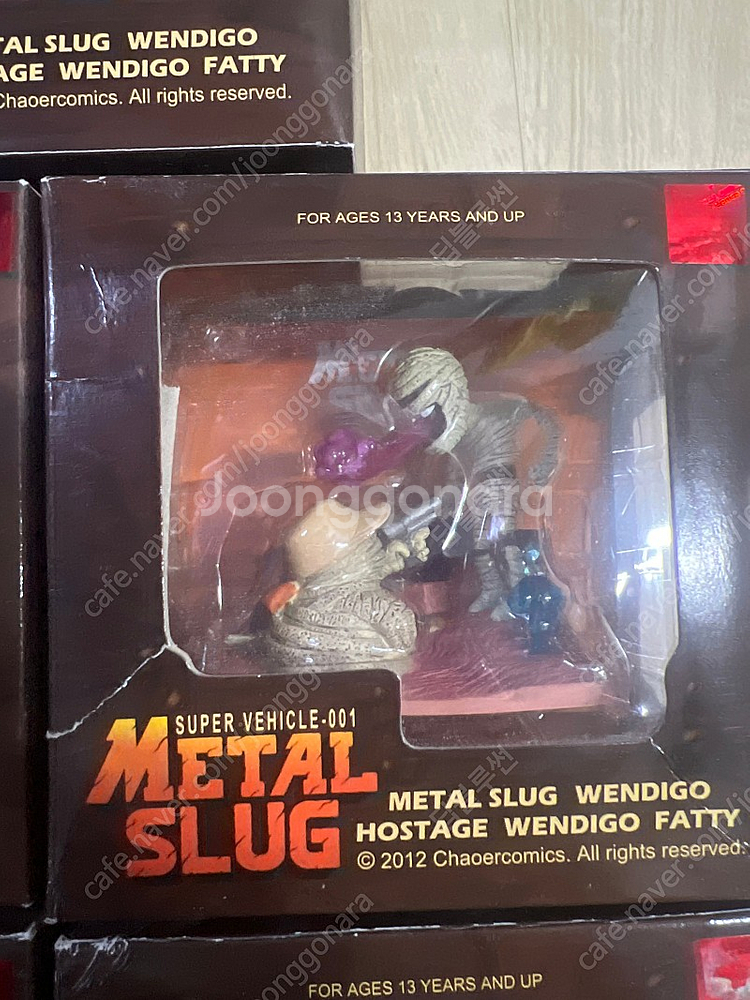 TAL SLUG WENDIGO
AGE WENDIGO FATTY
Chaoercomics. All rights reserved.
FOR AGES 13 YEARS AND UP
Joonggonara
cafe.naver.com/joonggonara
SUPER VEHICLE-001
METAL
SLUG
METAL SLUG WENDIGO
HOSTAGE WENDIGO FATTY
© 2012 Chaoercomics. All rights reserved.
FOR AGES 13 YEARS AND UP